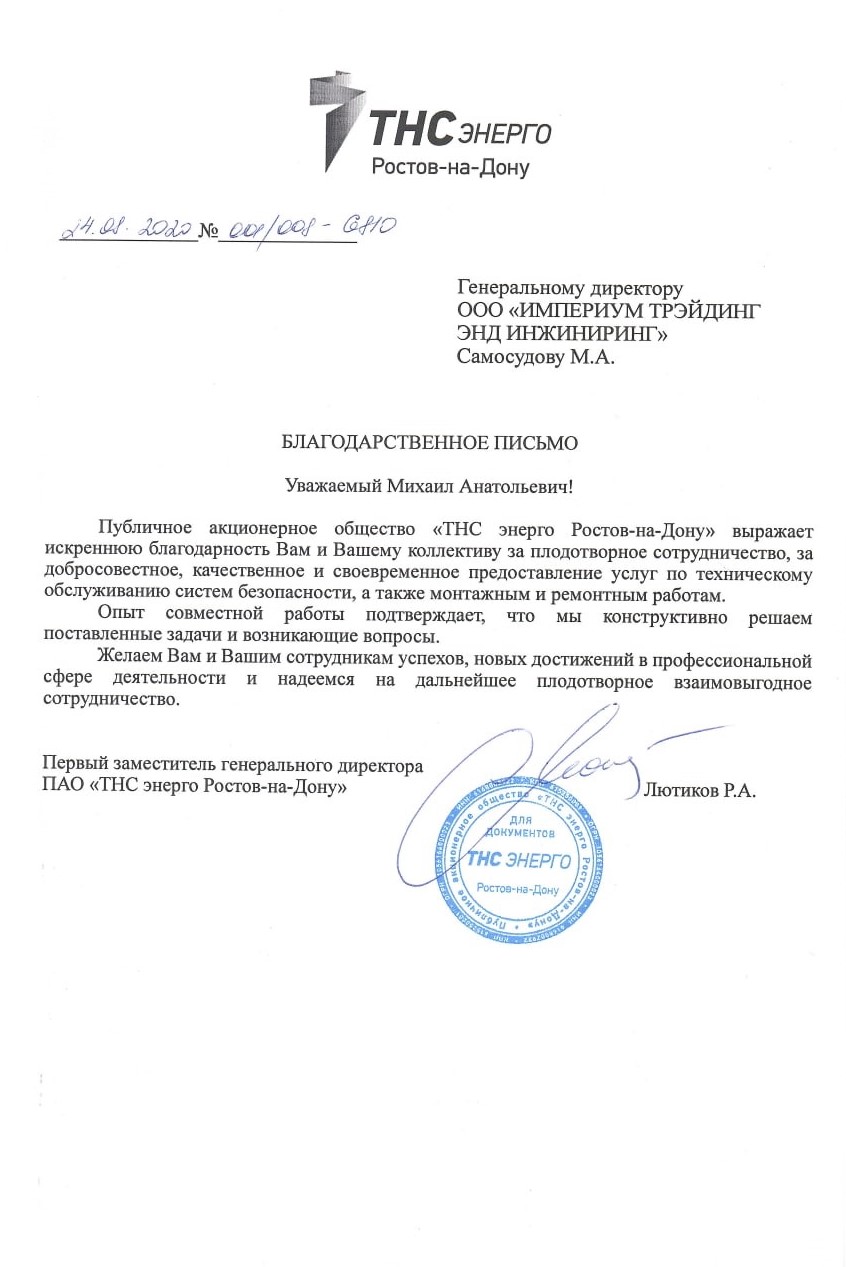 ТНС ЭНЕРГО
Ростов-на-Дону
24.08.2020 № 001/008-6810
Генеральному директору
ООО «ИМПЕРИУМ ТРЭЙДИНГ
ЭНД ИНЖИНИРИНГ»
Самосудову М.А.
БЛАГОДАРСТВЕННОЕ ПИСЬМО
Уважаемый Михаил Анатольевич!
Публичное акционерное общество «ТНС энерго Ростов-на-Дону» выражает
искреннюю благодарность Вам и Вашему коллективу за плодотворное сотрудничество, за
добросовестное, качественное и своевременное предоставление услуг по техническому
обслуживанию систем безопасности, а также монтажным и ремонтным работам.
Опыт совместной работы подтверждает, что мы конструктивно решаем
поставленные задачи и возникающие вопросы.
Желаем Вам и Вашим сотрудникам успехов, новых достижений в профессиональной
сфере деятельности и надеемся на дальнейшее плодотворное взаимовыгодное
сотрудничество.
Первый заместитель генерального директора
ПАО «ТНС энерго Ростов-на-Дону»
Лютиков Р.А.
Публичное акционерное общество «ТНС энерго Ростов-на-Дону»
ДЛЯ
ДОКУМЕНТОВ
ТНС ЭНЕРГО
Ростов-на-Дону